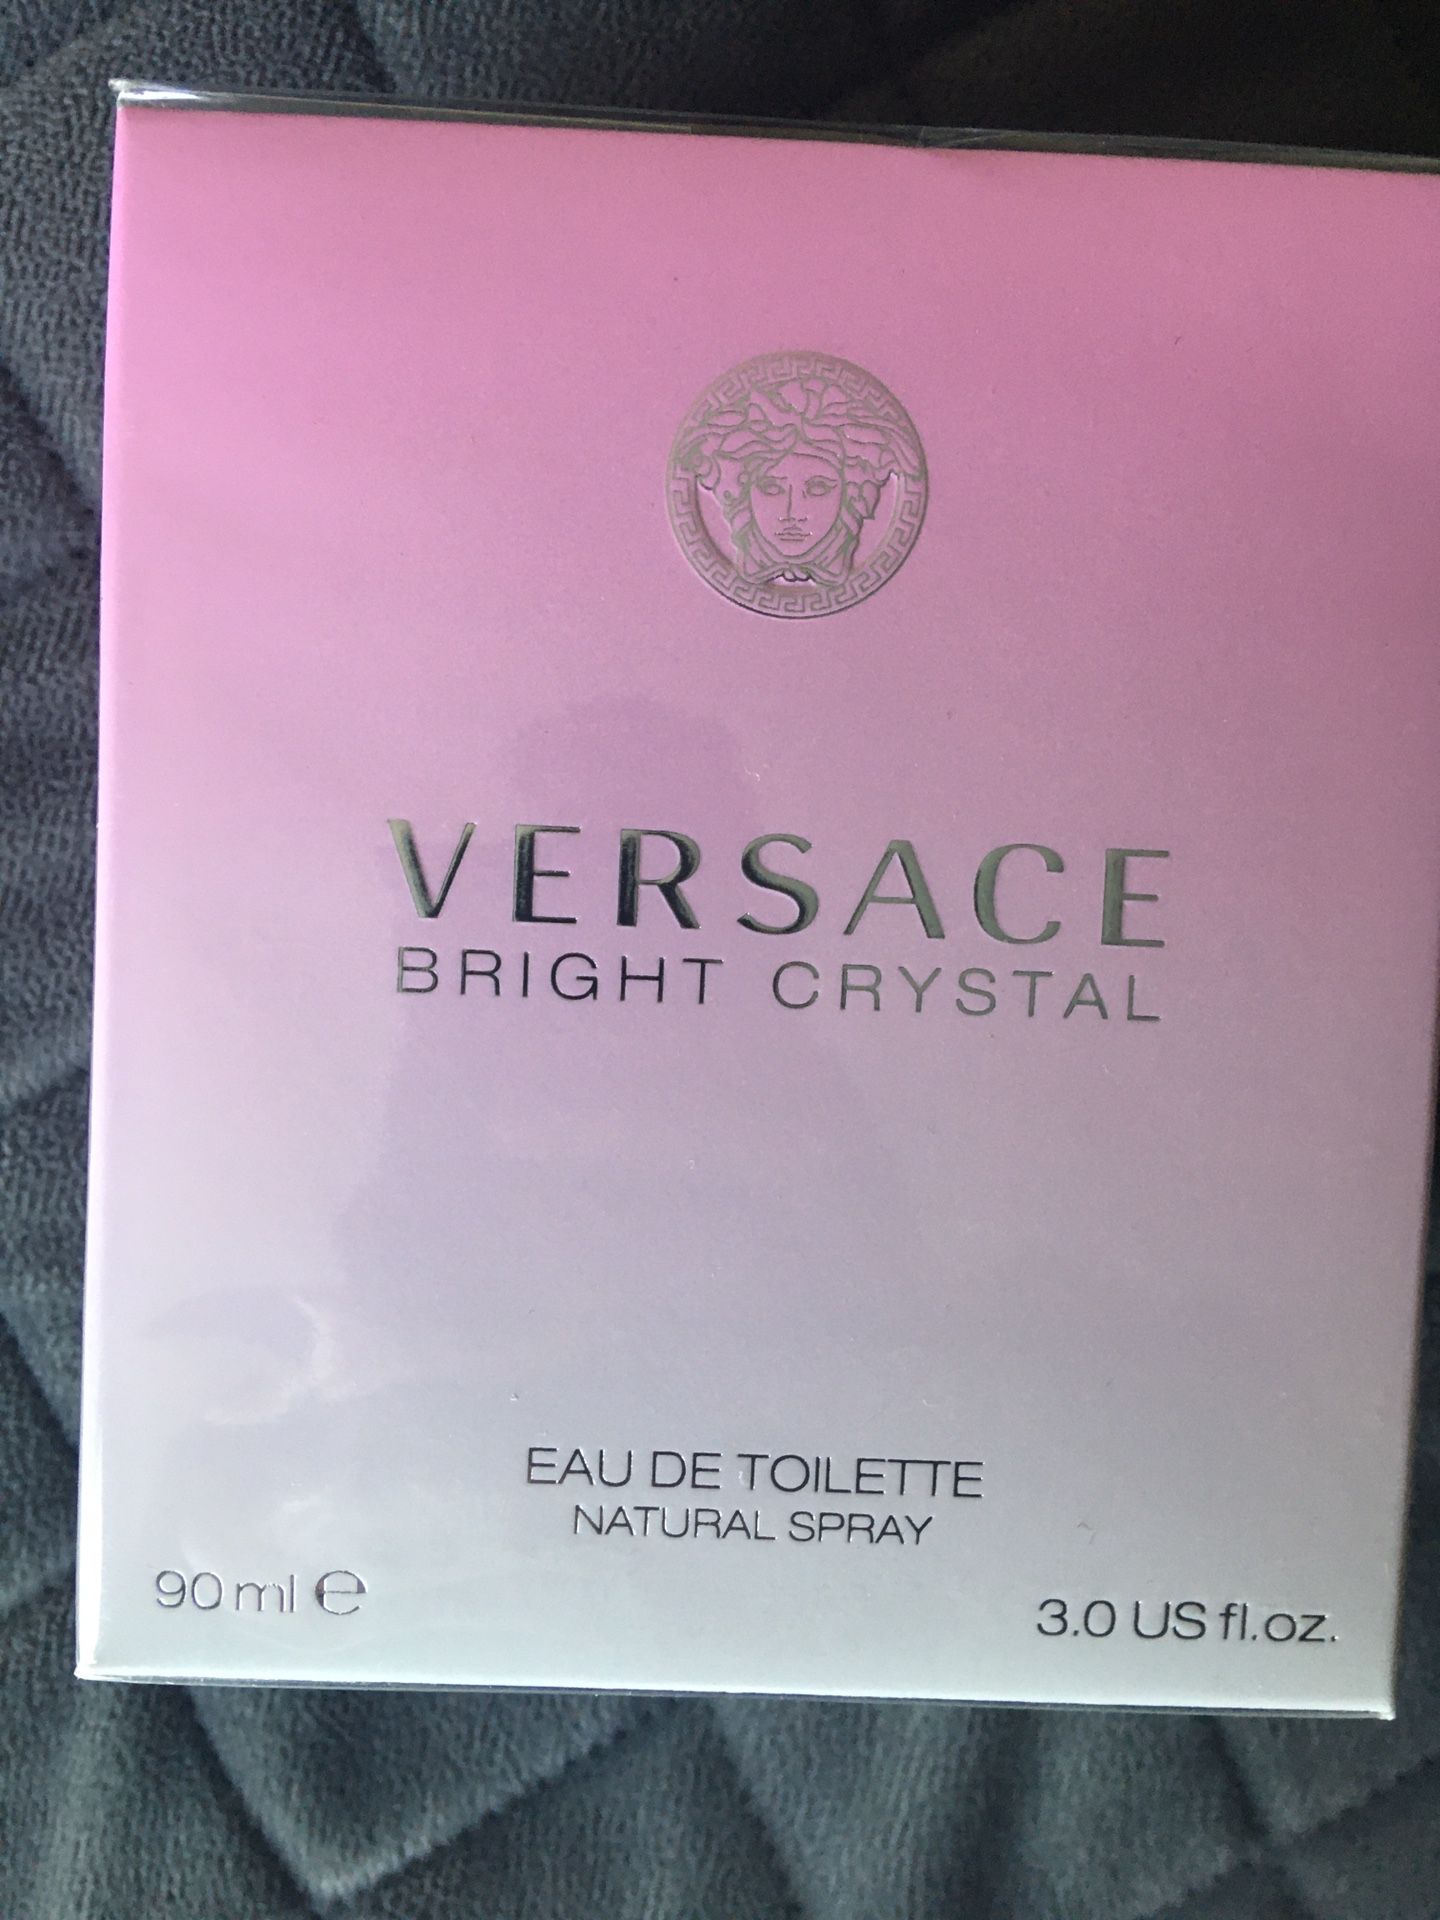 VERSACE
BRIGHT CRYSTAL
EAU DE TOILETTE
NATURAL SPRAY
90 ml ℮
3.0 US fl.oz.